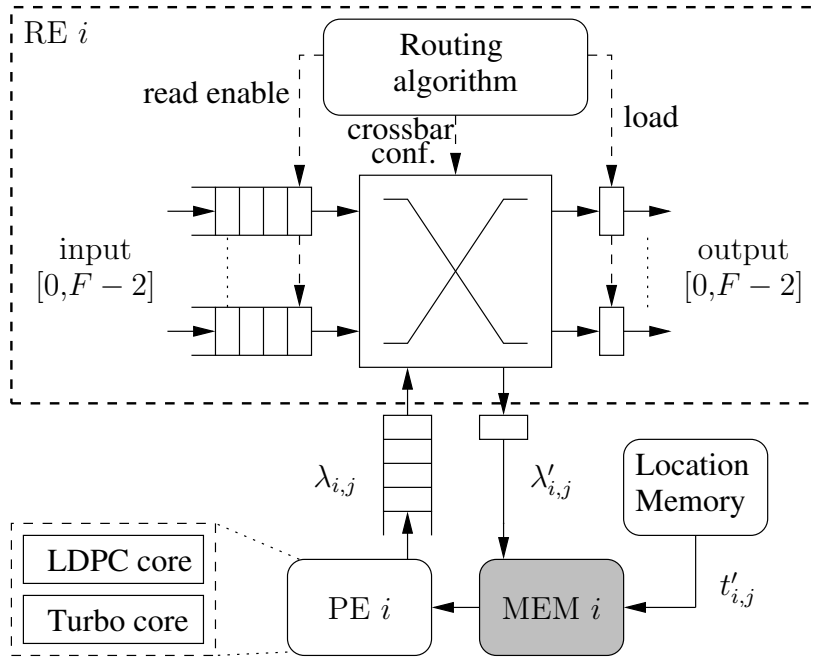 RE i
Routing
algorithm
read enable
crossbar
conf.
load
input
[0,F − 2]
output
[0,F − 2]
λi,j
λ′i,j
Location
Memory
LDPC core
Turbo core
PE i
MEM i
t′i,j